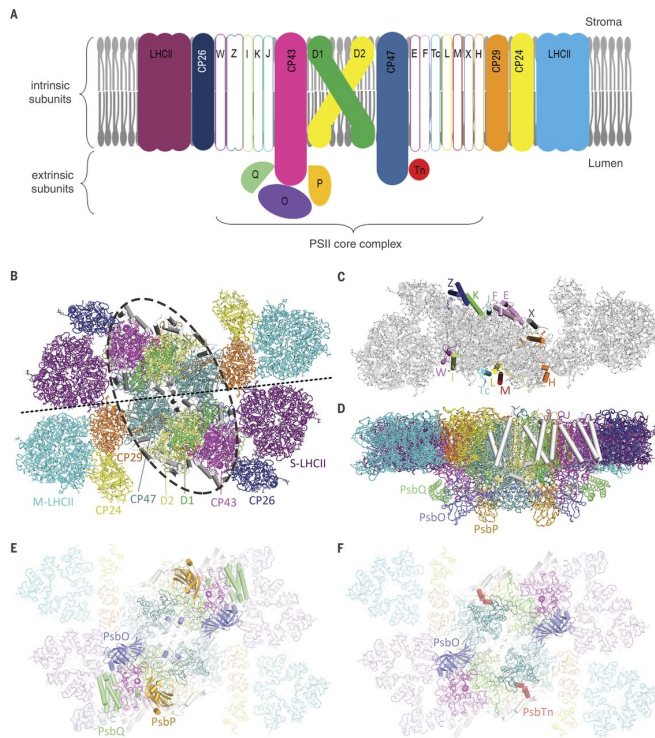 A
Stroma
LHCII CP26 W Z I K J CP43 D1 D2 CP47 E F Tc L M X H CP29 CP24 LHCII
intrinsic
subunits
extrinsic
subunits
Lumen
Q P Tn
O
PSII core complex
B
CP29
S-LHCII
M-LHCII
CP24 CP47 D2 D1 CP43 CP26
C
Z K J F E X
W I Tc L M H
D
PsbQ
PsbO
PsbP
E
PsbO
PsbQ
PsbP
F
PsbO
PsbTn